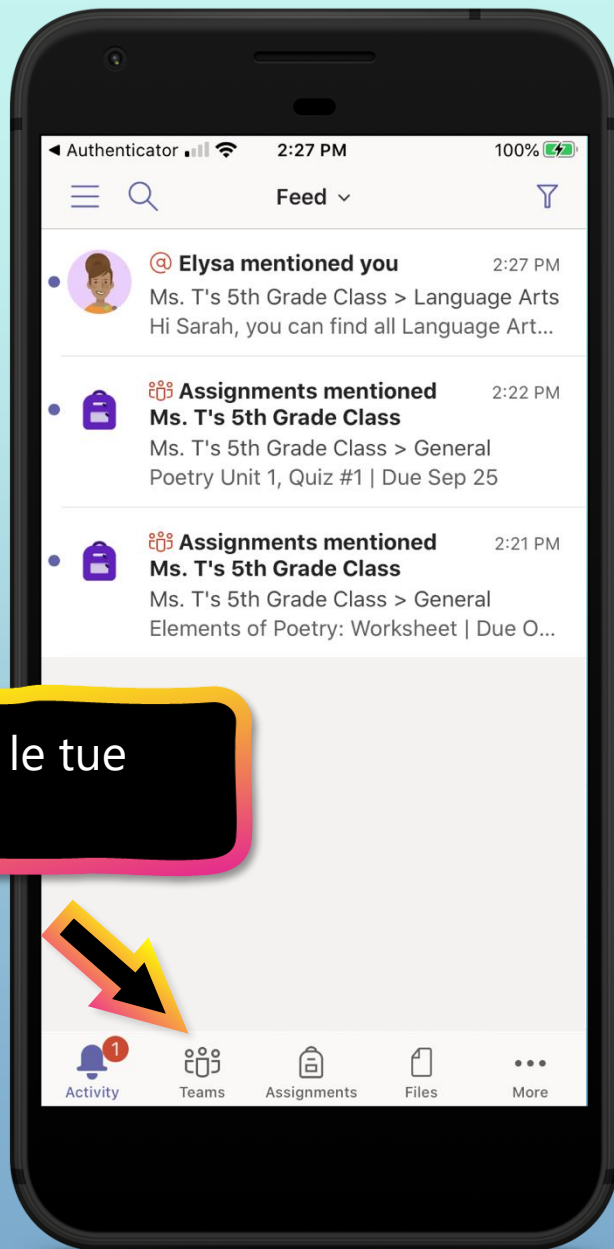 Authenticator 2:27 PM 100%
Feed
Elysa mentioned you 2:27 PM
Ms. T's 5th Grade Class > Language Arts
Hi Sarah, you can find all Language Art...
Assignments mentioned 2:22 PM
Ms. T's 5th Grade Class
Ms. T's 5th Grade Class > General
Poetry Unit 1, Quiz #1 | Due Sep 25
Assignments mentioned 2:21 PM
Ms. T's 5th Grade Class
Ms. T's 5th Grade Class > General
Elements of Poetry: Worksheet | Due O...
le tue
1
Activity Teams Assignments Files More